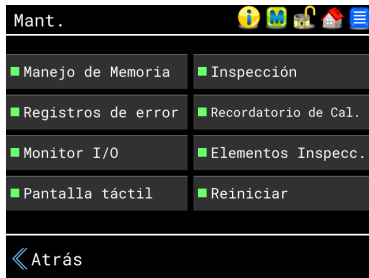 Mant.
M
Manejo de Memoria
Inspección
Registros de error
Recordatorio de Cal.
Monitor I/O
Elementos Inspecc.
Pantalla táctil
Reiniciar
Atrás